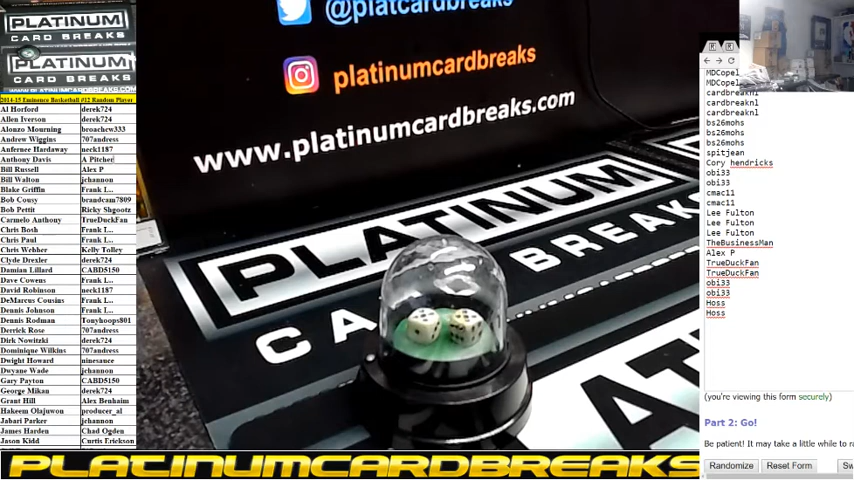 PLATINUM
CARD BREAKS
PLATINUM
CARD BREAKS
2014-15 Eminence Basketball #12 Random Player
Al Horford derek724
Allen Iverson derek724
Alonzo Mourning broachcw333
Andrew Wiggins 707andress
Anfernee Hardaway neck1187
Anthony Davis A Pitcher
Bill Russell Alex P
Bill Walton jchannon
Blake Griffin Frank L...
Bob Cousy brandcam7809
Bob Pettit Ricky Shgootz
Carmelo Anthony TrueDuckFan
Chris Bosh Frank L...
Chris Paul Frank L...
Chris Webber Kelly Tolley
Clyde Drexler derek724
Damian Lillard CABD5150
Dave Cowens Frank L...
David Robinson neck1187
DeMarcus Cousins Frank L...
Dennis Johnson Frank L...
Dennis Rodman Tonyhoops801
Derrick Rose 707andress
Dirk Nowitzki derek724
Dominique Wilkins 707andress
Dwight Howard ninesance
Dwyane Wade jchannon
Gary Payton CABD5150
George Mikan derek724
Grant Hill Alex Benhaim
Hakeem Olajuwon producer_al
Jabari Parker jchannon
James Harden Chad Ogden
Jason Kidd Curtis Erickson
@platcardbreaks
platinumcardbreaks
www.platinumcardbreaks.com
PLATINUM
CA
BREAKS
PLATINUMCARDBREAKS
MDCopel
MDCopel
cardbreaknl
cardbreaknl
cardbreaknl
bs26mohs
bs26mohs
bs26mohs
spitjean
Cory hendricks
obi33
obi33
cmac11
cmac11
Lee Fulton
Lee Fulton
Lee Fulton
TheBusinessMan
Alex P
TrueDuckFan
TrueDuckFan
obi33
obi33
Hoss
Hoss
(you're viewing this form securely)
Part 2: Go!
Be patient! It may take a little while to
Randomize Reset Form